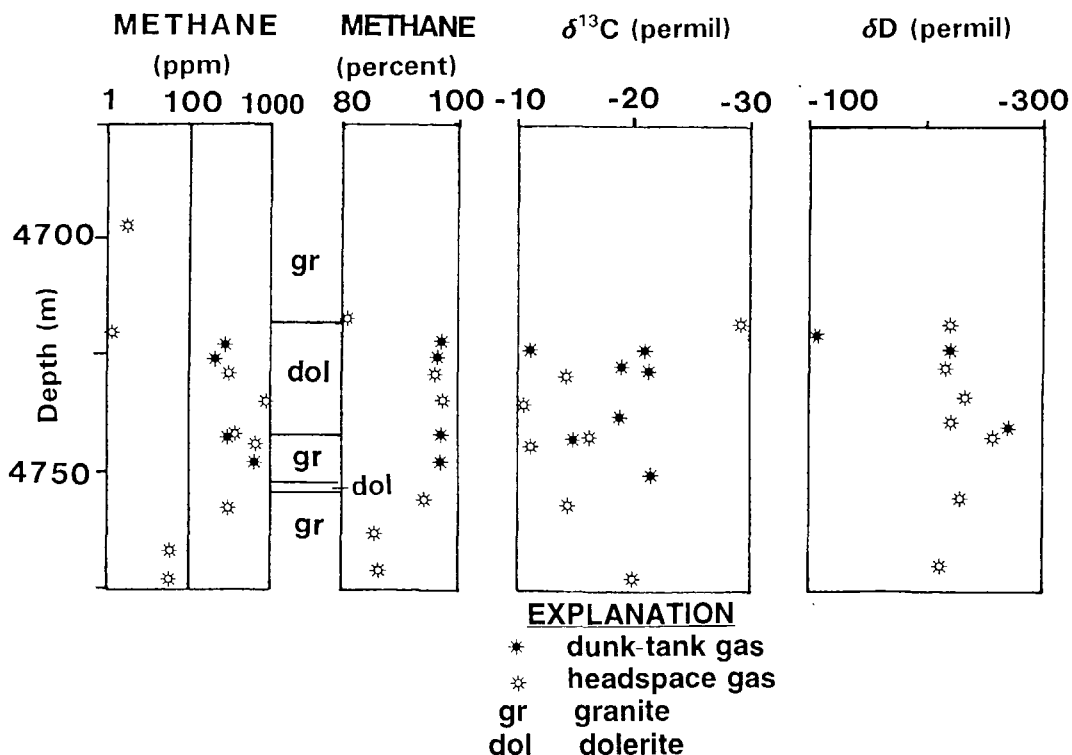 METHANE METHANE δ¹³C (permil) δD (permil)
(ppm) (percent)
1 100 1000 80 100 -10 -20 -30 -100 -300
4700
gr
Depth (m)
dol
gr
4750
dol
gr
EXPLANATION
dunk-tank gas
headspace gas
gr granite
dol dolerite